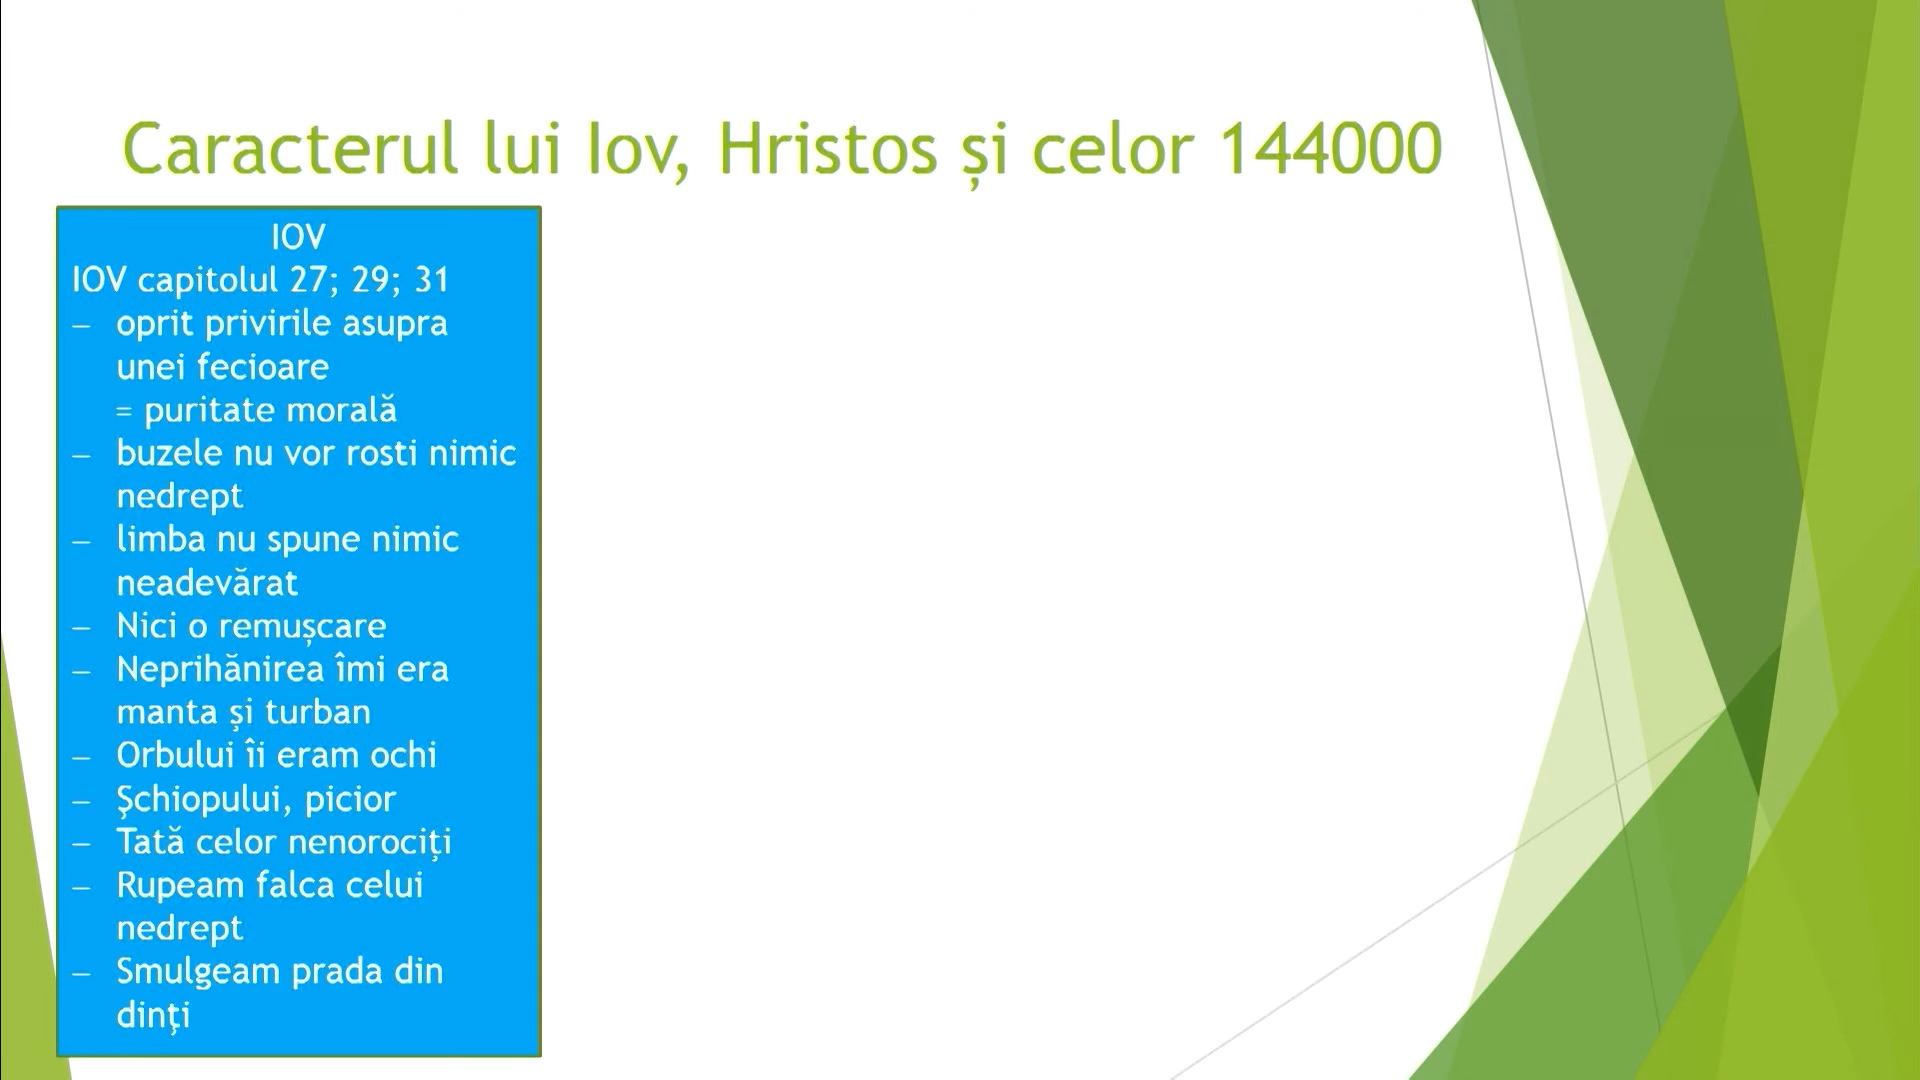 Caracterul lui Iov, Hristos și celor 144000
IOV
IOV capitolul 27; 29; 31
– oprit privirile asupra
unei fecioare
= puritate morală
– buzele nu vor rosti nimic
nedrept
– limba nu spune nimic
neadevărat
– Nici o remușcare
– Neprihănirea îmi era
manta și turban
– Orbului îi eram ochi
– Şchiopului, picior
– Tată celor nenorociți
– Rupeam falca celui
nedrept
– Smulgeam prada din
dinţi